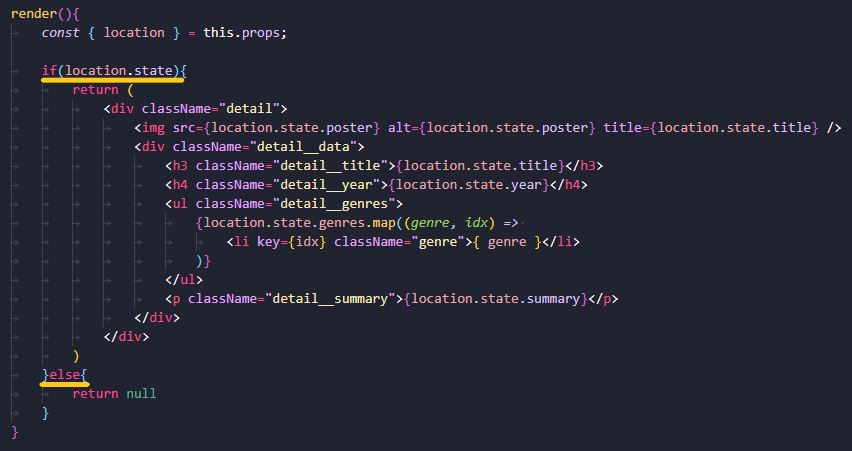 render(){
const { location } = this.props;
if(location.state){
return (
<div className="detail">
<img src={location.state.poster} alt={location.state.poster} title={location.state.title} />
<div className="detail__data">
<h3 className="detail__title">{location.state.title}</h3>
<h4 className="detail__year">{location.state.year}</h4>
<ul className="detail__genres">
{location.state.genres.map((genre, idx) =>
<li key={idx} className="genre">{ genre }</li>
)}
</ul>
<p className="detail__summary">{location.state.summary}</p>
</div>
</div>
)
}else{
return null
}
}